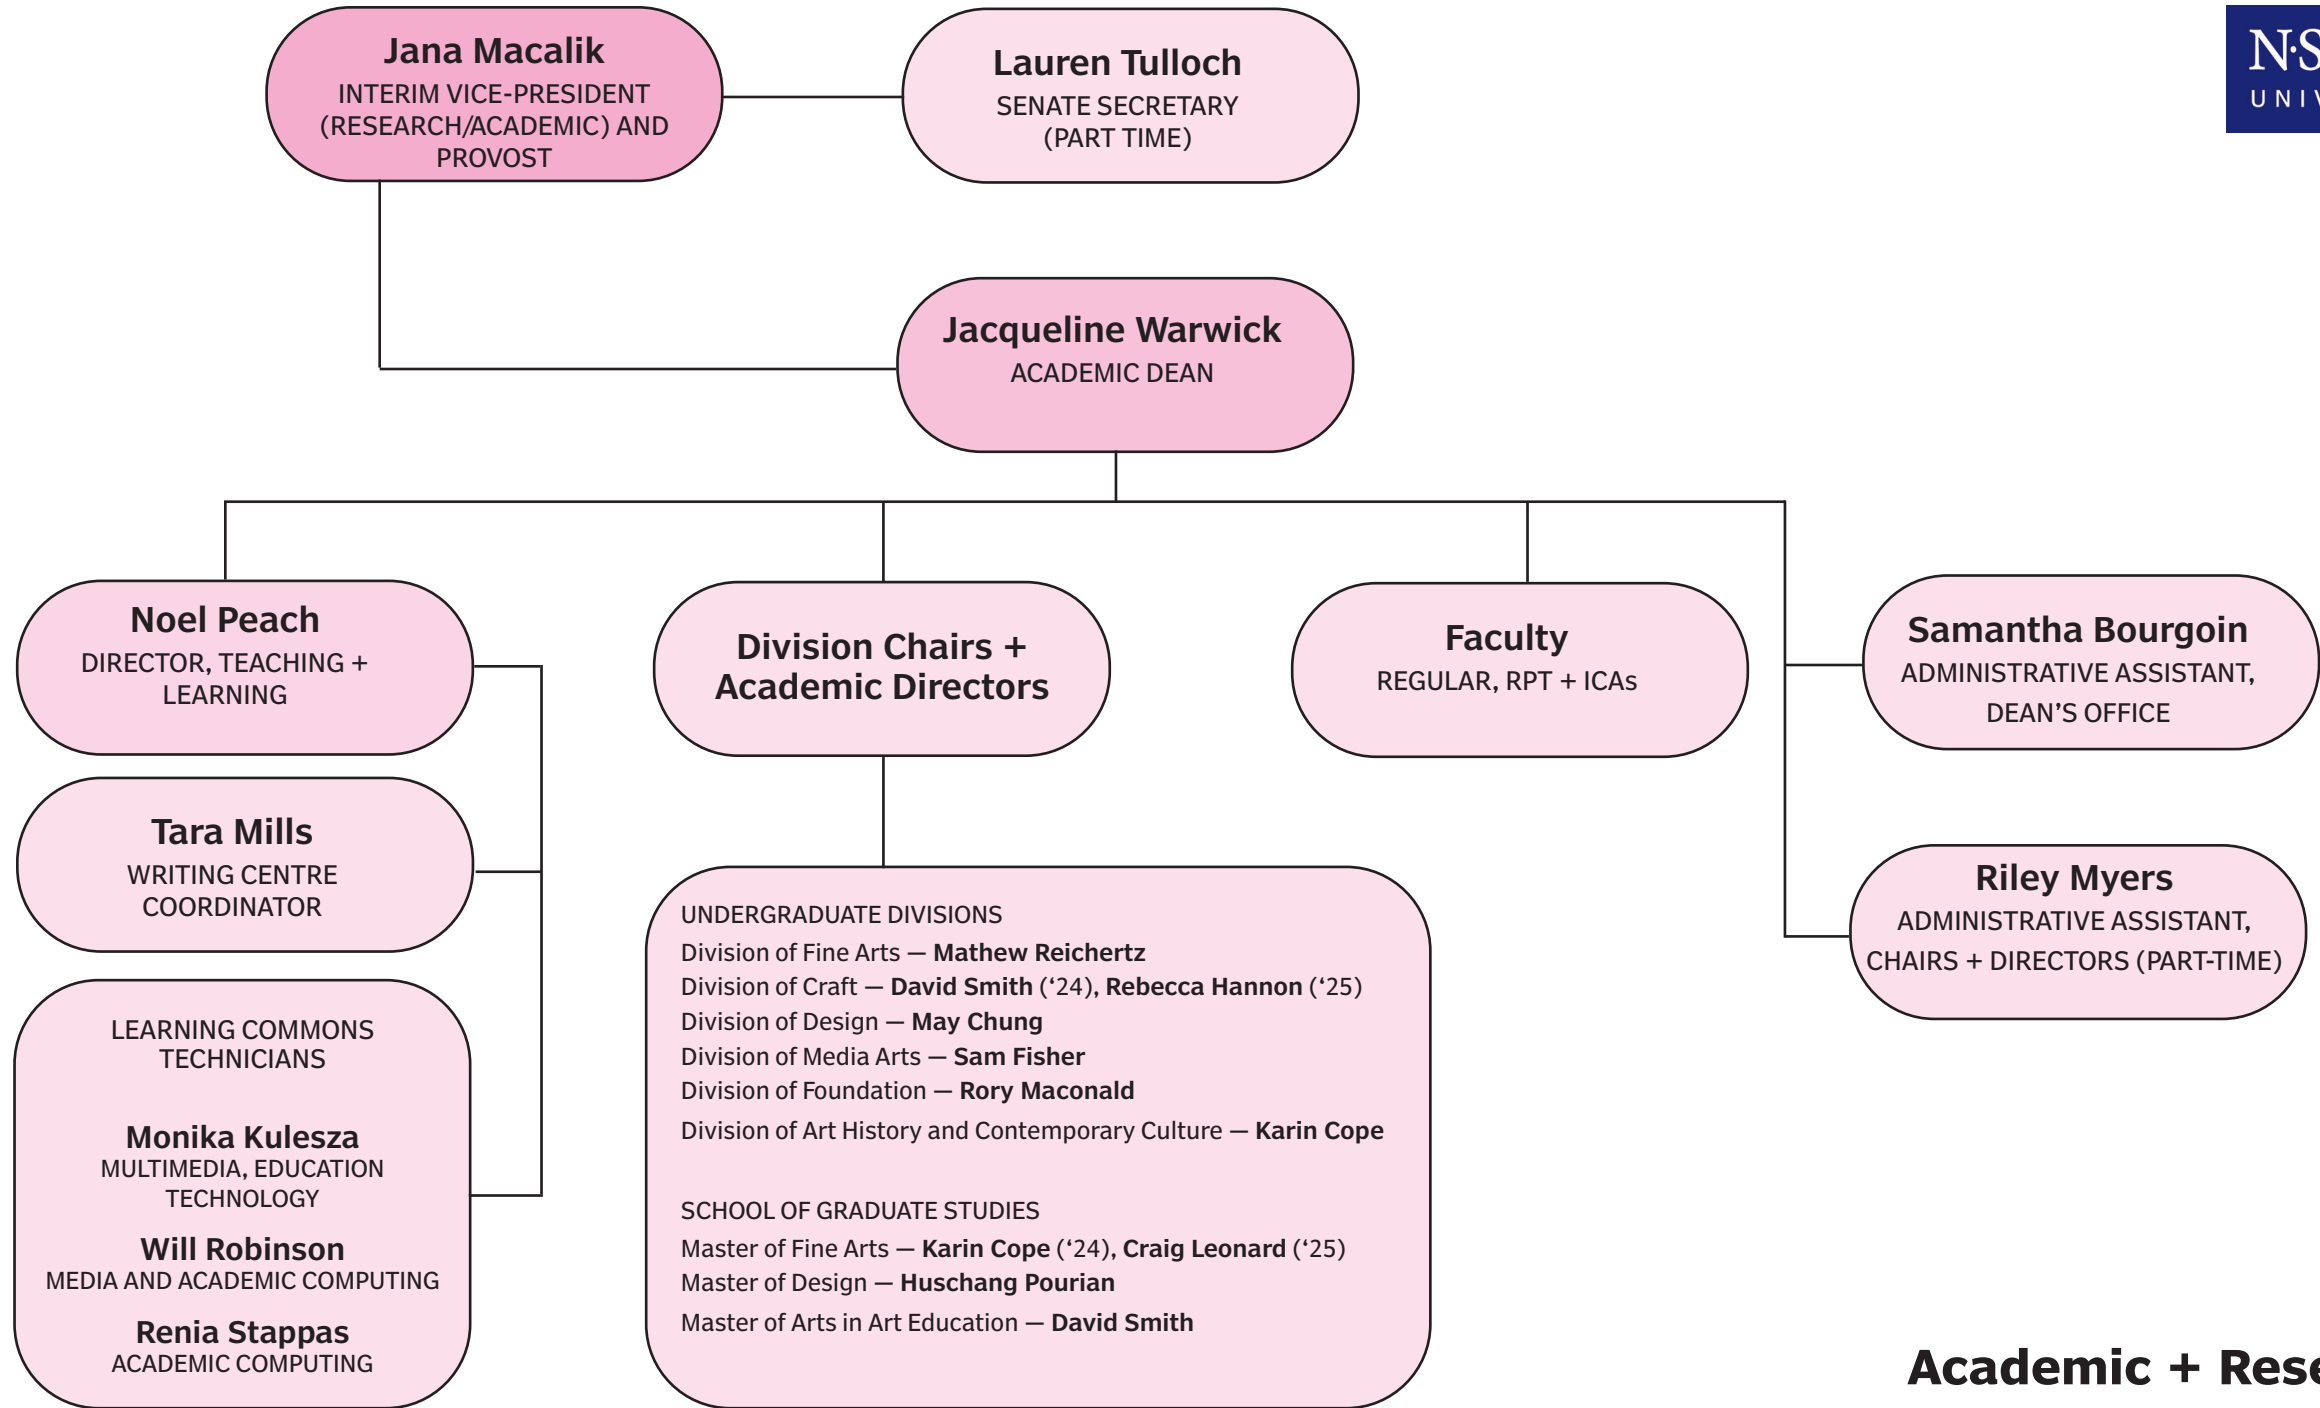 Jana Macalik
INTERIM VICE-PRESIDENT
(RESEARCH/ACADEMIC) AND
PROVOST
Lauren Tulloch
SENATE SECRETARY
(PART TIME)
N·S
UNIV
Jacqueline Warwick
ACADEMIC DEAN
Noel Peach
DIRECTOR, TEACHING +
LEARNING
Tara Mills
WRITING CENTRE
COORDINATOR
LEARNING COMMONS
TECHNICIANS
Monika Kulesza
MULTIMEDIA, EDUCATION
TECHNOLOGY
Will Robinson
MEDIA AND ACADEMIC COMPUTING
Renia Stappas
ACADEMIC COMPUTING
Division Chairs +
Academic Directors
UNDERGRADUATE DIVISIONS
Division of Fine Arts — Mathew Reichertz
Division of Craft — David Smith (‘24), Rebecca Hannon (‘25)
Division of Design — May Chung
Division of Media Arts — Sam Fisher
Division of Foundation — Rory Maconald
Division of Art History and Contemporary Culture — Karin Cope
SCHOOL OF GRADUATE STUDIES
Master of Fine Arts — Karin Cope (‘24), Craig Leonard (‘25)
Master of Design — Huschang Pourian
Master of Arts in Art Education — David Smith
Faculty
REGULAR, RPT + ICAs
Samantha Bourgoin
ADMINISTRATIVE ASSISTANT,
DEAN’S OFFICE
Riley Myers
ADMINISTRATIVE ASSISTANT,
CHAIRS + DIRECTORS (PART-TIME)
Academic + Rese